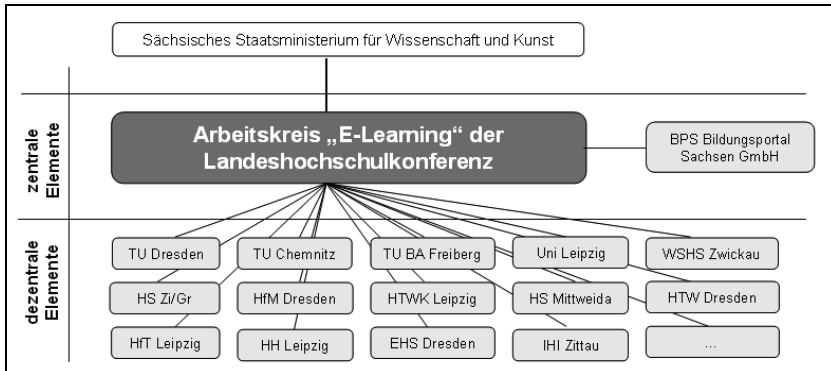 Sächsisches Staatsministerium für Wissenschaft und Kunst
zentrale
Elemente
Arbeitskreis „E-Learning“ der
Landeshochschulkonferenz
BPS Bildungsportal
Sachsen GmbH
dezentrale
Elemente
TU Dresden
TU Chemnitz
TU BA Freiberg
Uni Leipzig
WSHS Zwickau
HS Zi/Gr
HfM Dresden
HTWK Leipzig
HS Mittweida
HTW Dresden
HfT Leipzig
HH Leipzig
EHS Dresden
IHI Zittau
...